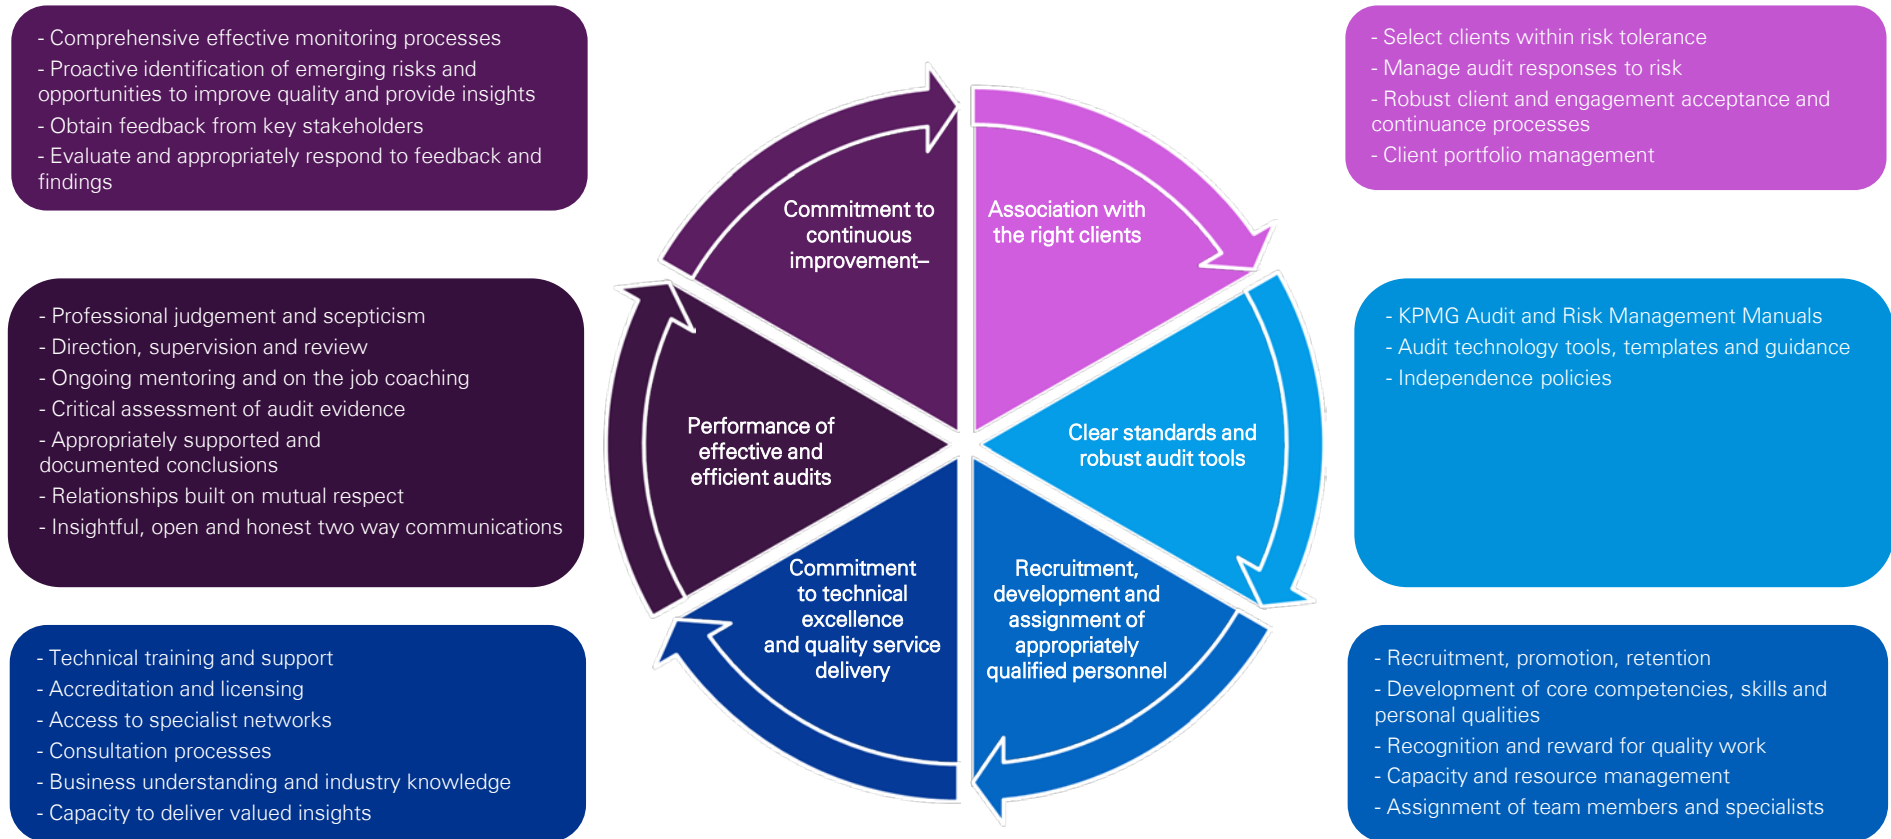 - Comprehensive effective monitoring processes
- Proactive identification of emerging risks and
opportunities to improve quality and provide insights
- Obtain feedback from key stakeholders
- Evaluate and appropriately respond to feedback and
findings
- Professional judgement and scepticism
- Direction, supervision and review
- Ongoing mentoring and on the job coaching
- Critical assessment of audit evidence
- Appropriately supported and
documented conclusions
- Relationships built on mutual respect
- Insightful, open and honest two way communications
- Technical training and support
- Accreditation and licensing
- Access to specialist networks
- Consultation processes
- Business understanding and industry knowledge
- Capacity to deliver valued insights
Commitment to
continuous
improvement–
Association with
the right clients
Performance of
effective and
efficient audits
Clear standards and
robust audit tools
Commitment
to technical
excellence
and quality service
delivery
Recruitment,
development and
assignment of
appropriately
qualified personnel
- Select clients within risk tolerance
- Manage audit responses to risk
- Robust client and engagement acceptance and
continuance processes
- Client portfolio management
- KPMG Audit and Risk Management Manuals
- Audit technology tools, templates and guidance
- Independence policies
- Recruitment, promotion, retention
- Development of core competencies, skills and
personal qualities
- Recognition and reward for quality work
- Capacity and resource management
- Assignment of team members and specialists